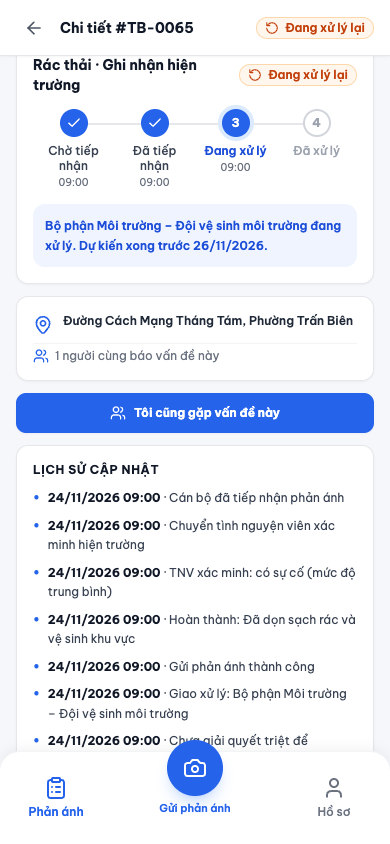 Chi tiết #TB-0065
Đang xử lý lại
Rác thải · Ghi nhận hiện
trường
Đang xử lý lại
3
4
Chờ tiếp
nhận
09:00
Đã tiếp
nhận
09:00
Đang xử lý
09:00
Đã xử lý
Bộ phận Môi trường – Đội vệ sinh môi trường đang
xử lý. Dự kiến xong trước 26/11/2026.
Đường Cách Mạng Tháng Tám, Phường Trấn Biên
1 người cùng báo vấn đề này
Tôi cũng gặp vấn đề này
LỊCH SỬ CẬP NHẬT
• 24/11/2026 09:00 · Cán bộ đã tiếp nhận phản ánh
• 24/11/2026 09:00 · Chuyển tình nguyện viên xác
minh hiện trường
• 24/11/2026 09:00 · TNV xác minh: có sự cố (mức độ
trung bình)
• 24/11/2026 09:00 · Hoàn thành: Đã dọn sạch rác và
vệ sinh khu vực
• 24/11/2026 09:00 · Gửi phản ánh thành công
• 24/11/2026 09:00 · Giao xử lý: Bộ phận Môi trường
– Đội vệ sinh môi trường
• 24/11/2026 09:00 · Chưa giải quyết triệt để
Phản ánh
Gửi phản ánh
Hồ sơ